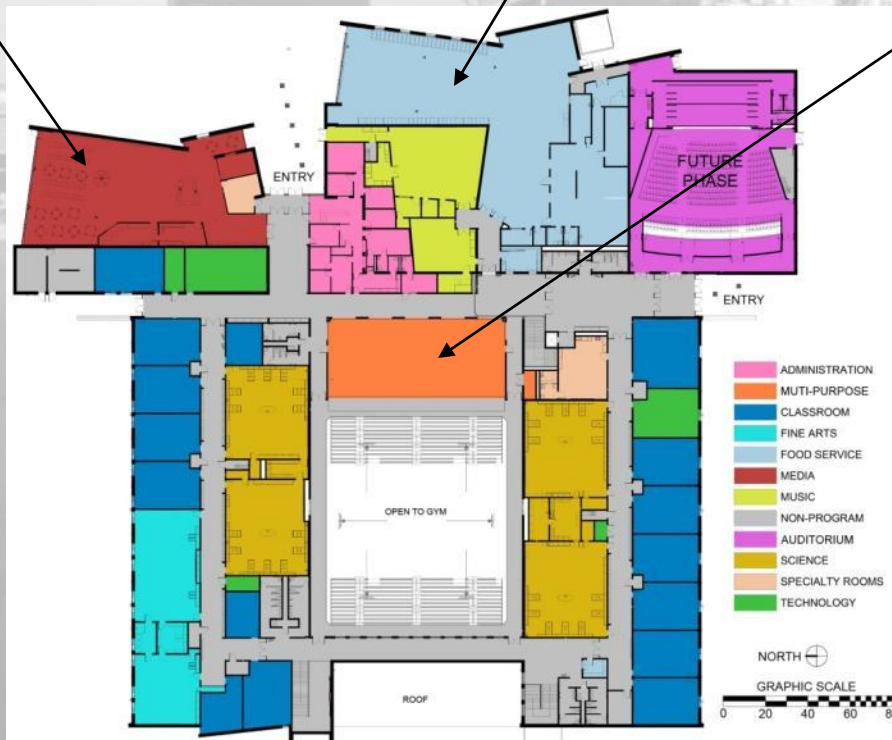 FUTURE
PHASE
ENTRY
ENTRY
ADMINISTRATION
MUTI-PURPOSE
CLASSROOM
FINE ARTS
FOOD SERVICE
MEDIA
MUSIC
NON-PROGRAM
AUDITORIUM
SCIENCE
SPECIALTY ROOMS
TECHNOLOGY
OPEN TO GYM
NORTH
ROOF
GRAPHIC SCALE
0 20 40 60